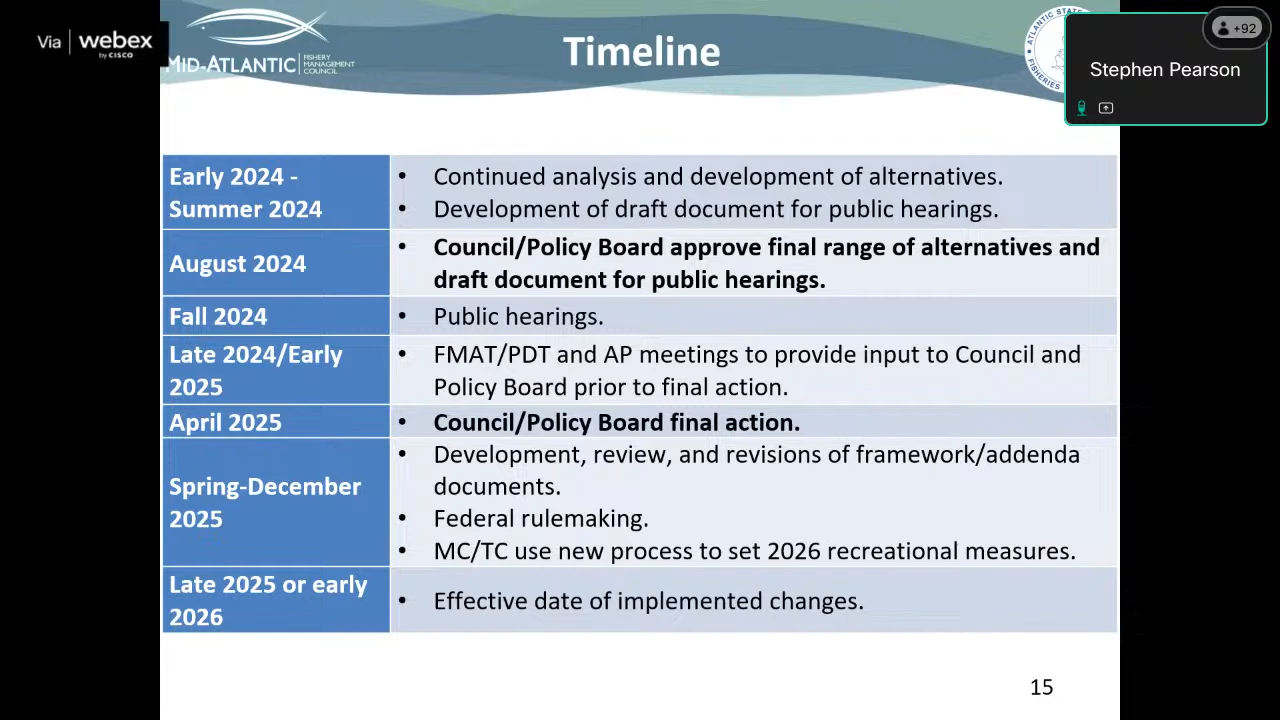 Via webex
by CISCO
MID-ATLANTIC
FISHERY
MANAGEMENT
COUNCIL
Timeline
ATLANTIC STATE
FISHERIES
+92
Stephen Pearson
Early 2024 -
Summer 2024
• Continued analysis and development of alternatives.
• Development of draft document for public hearings.
August 2024
• Council/Policy Board approve final range of alternatives and
draft document for public hearings.
Fall 2024
• Public hearings.
Late 2024/Early
2025
• FMAT/PDT and AP meetings to provide input to Council and
Policy Board prior to final action.
April 2025
• Council/Policy Board final action.
Spring-December
2025
• Development, review, and revisions of framework/addenda
documents.
• Federal rulemaking.
• MC/TC use new process to set 2026 recreational measures.
Late 2025 or early
2026
• Effective date of implemented changes.
15